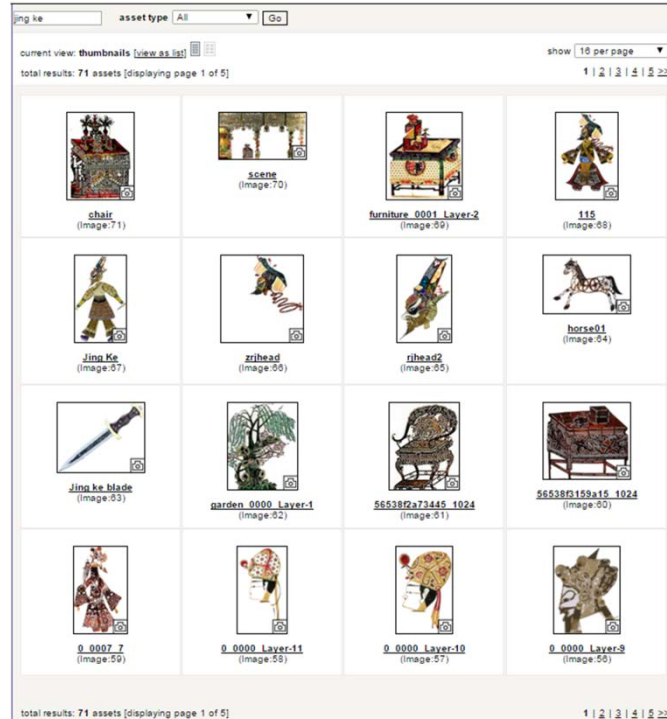 jing ke asset type All Go
current view: thumbnails [view as list] show 16 per page
total results: 71 assets [displaying page 1 of 5] 1 | 2 | 3 | 4 | 5 >>
chair
(Image:71)
scene
(Image:70)
furniture_0001_Layer-2
(Image:69)
115
(Image:68)
Jing Ke
(Image:67)
zrjhead
(Image:66)
rjhead2
(Image:65)
horse01
(Image:64)
Jing ke blade
(Image:63)
garden_0000_Layer-1
(Image:62)
56538f2a73445_1024
(Image:61)
56538f3159a15_1024
(Image:60)
0_0007_7
(Image:59)
0_0000_Layer-11
(Image:58)
0_0000_Layer-10
(Image:57)
0_0000_Layer-9
(Image:56)
total results: 71 assets [displaying page 1 of 5] 1 | 2 | 3 | 4 | 5 >>